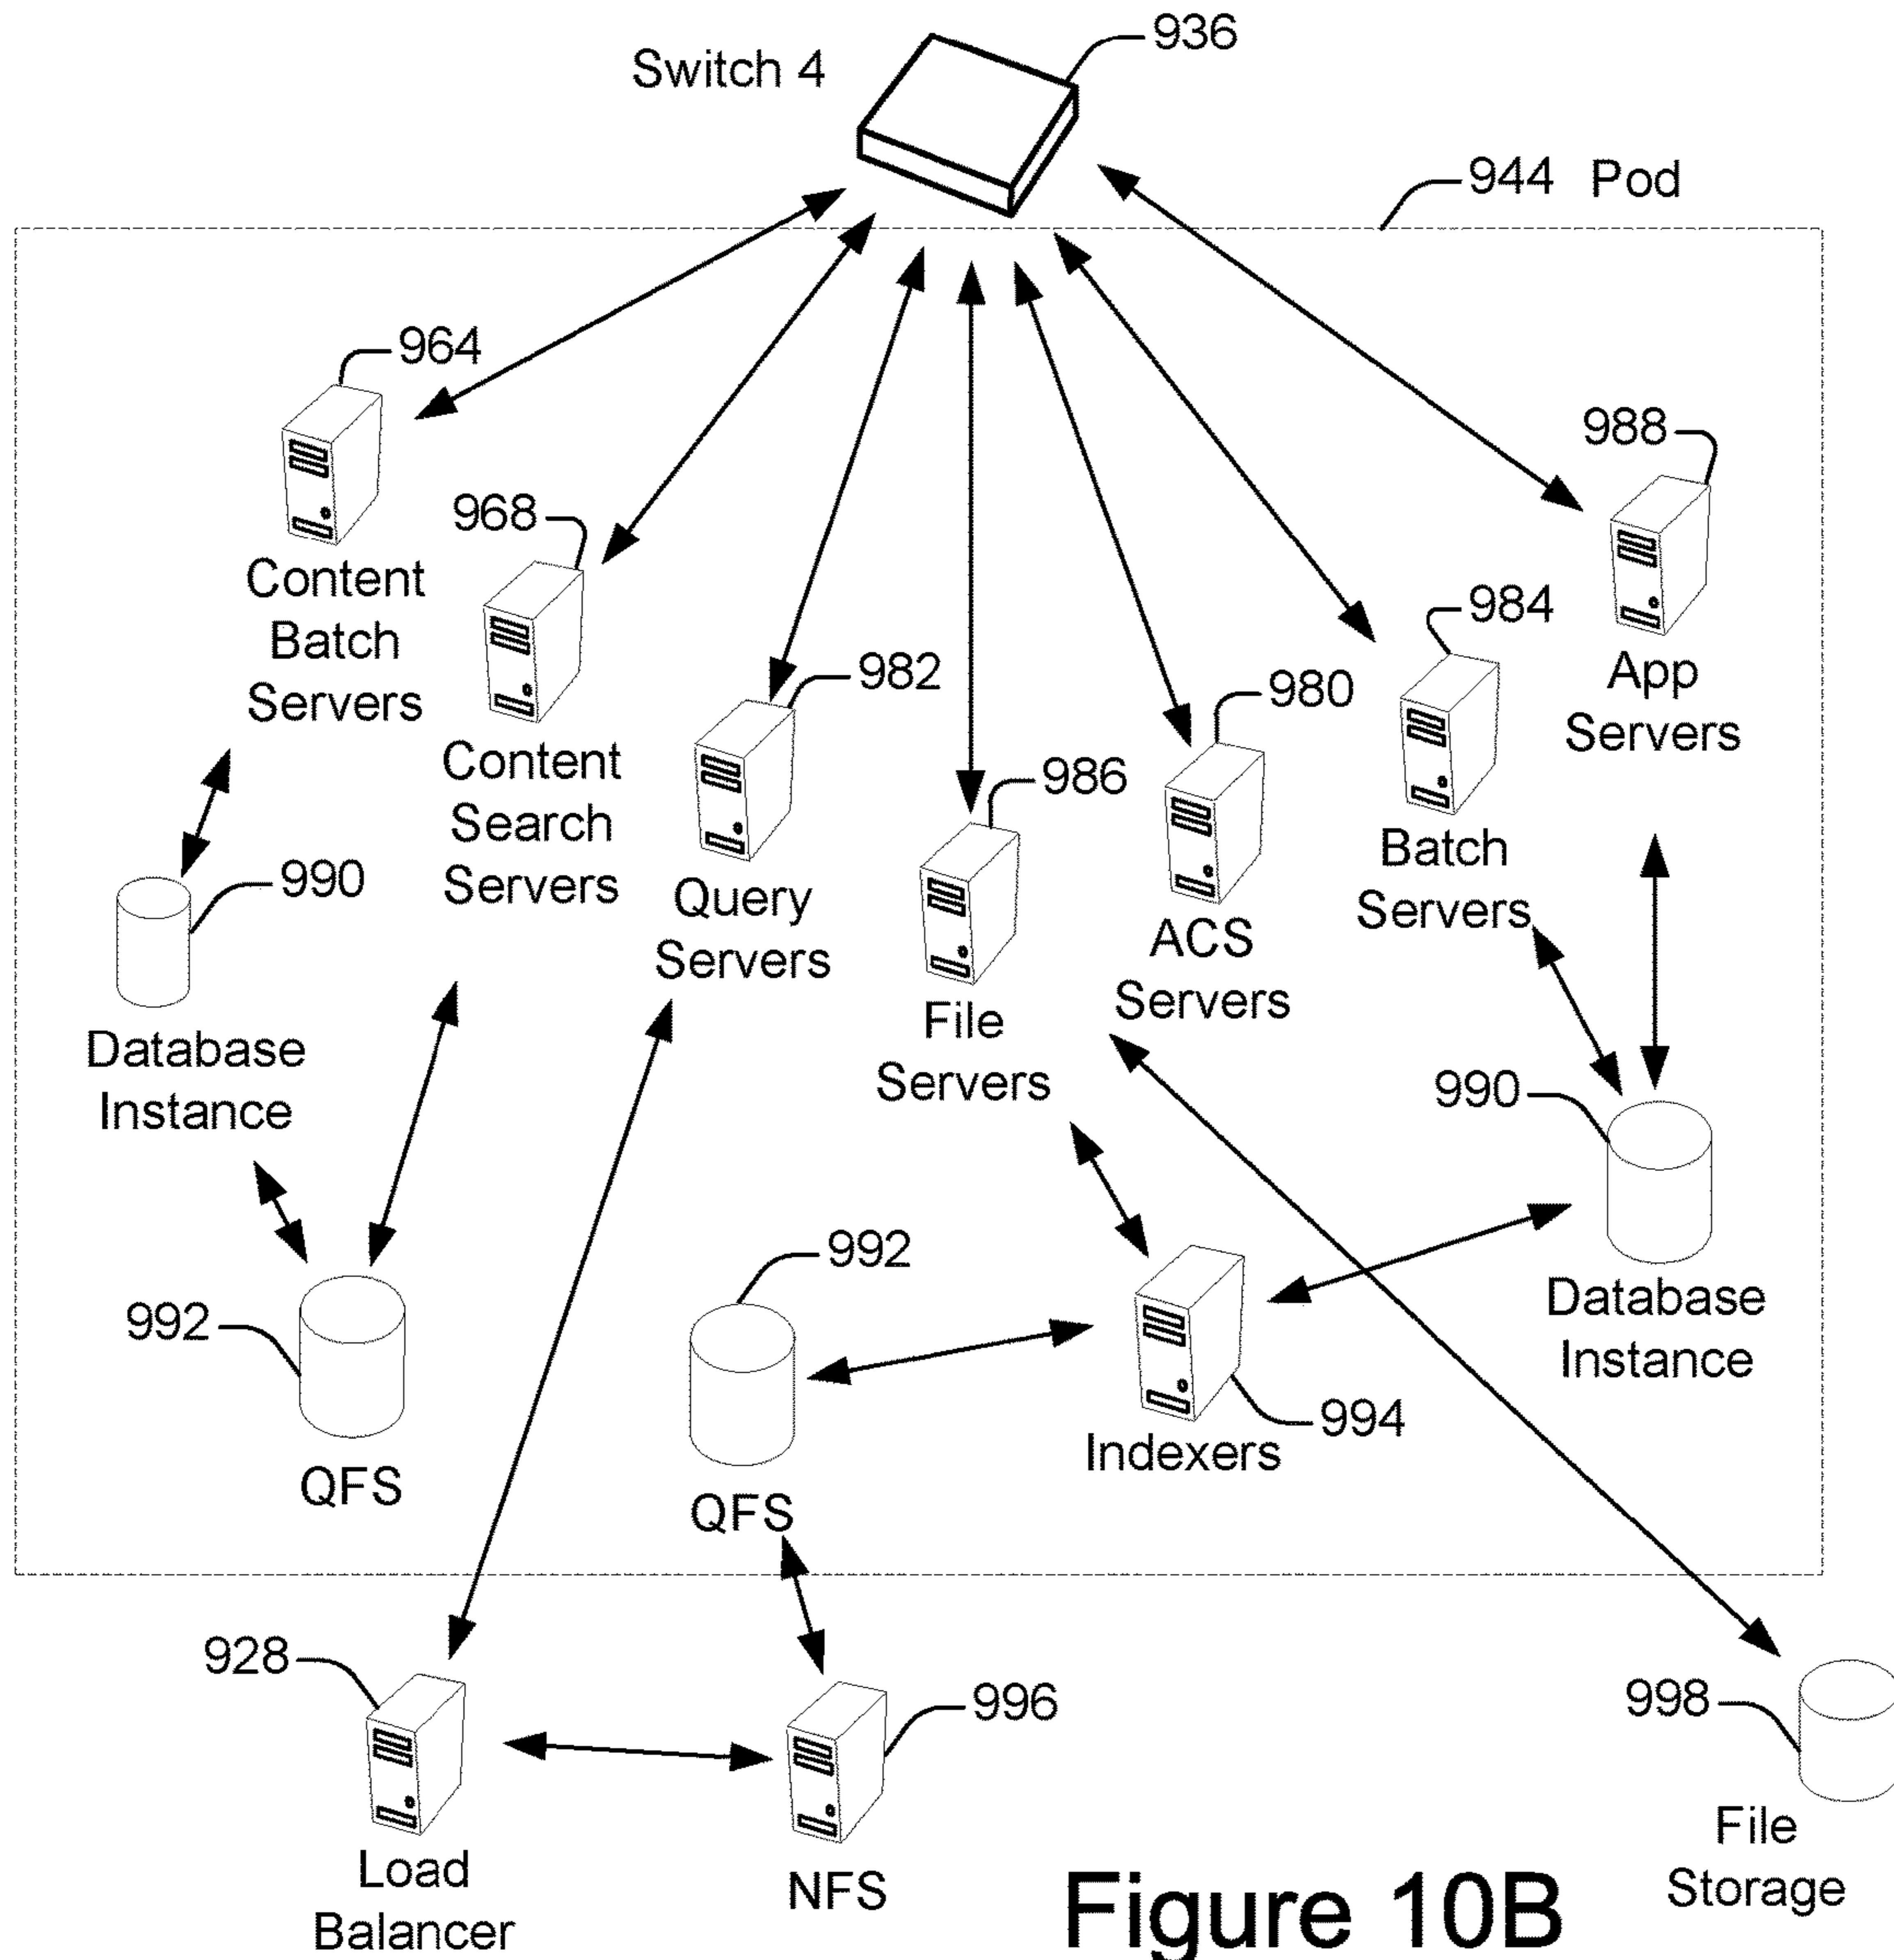 936
Switch 4
944 Pod
964
988
968
Content
Batch
Servers
984
982
980
App
Servers
Content
Search
Servers
986
Batch
Servers
990
Query
Servers
ACS
Servers
File
Servers
Database
Instance
990
992
992
Database
Instance
994
Indexers
QFS
QFS
928
996
998
File
Storage
Load
Balancer
NFS
Figure 10B